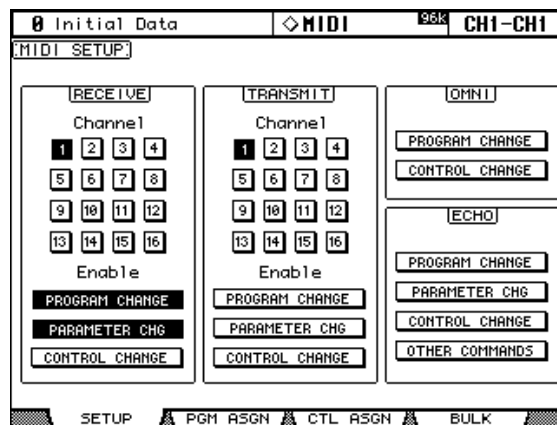 0 Initial Data ◇MIDI 96k CH1-CH1
MIDI SETUP
RECEIVE
Channel
1 2 3 4
5 6 7 8
9 10 11 12
13 14 15 16
Enable
PROGRAM CHANGE
PARAMETER CHG
CONTROL CHANGE
TRANSMIT
Channel
1 2 3 4
5 6 7 8
9 10 11 12
13 14 15 16
Enable
PROGRAM CHANGE
PARAMETER CHG
CONTROL CHANGE
OMNI
PROGRAM CHANGE
CONTROL CHANGE
ECHO
PROGRAM CHANGE
PARAMETER CHG
CONTROL CHANGE
OTHER COMMANDS
SETUP PGM ASGN CTL ASGN BULK